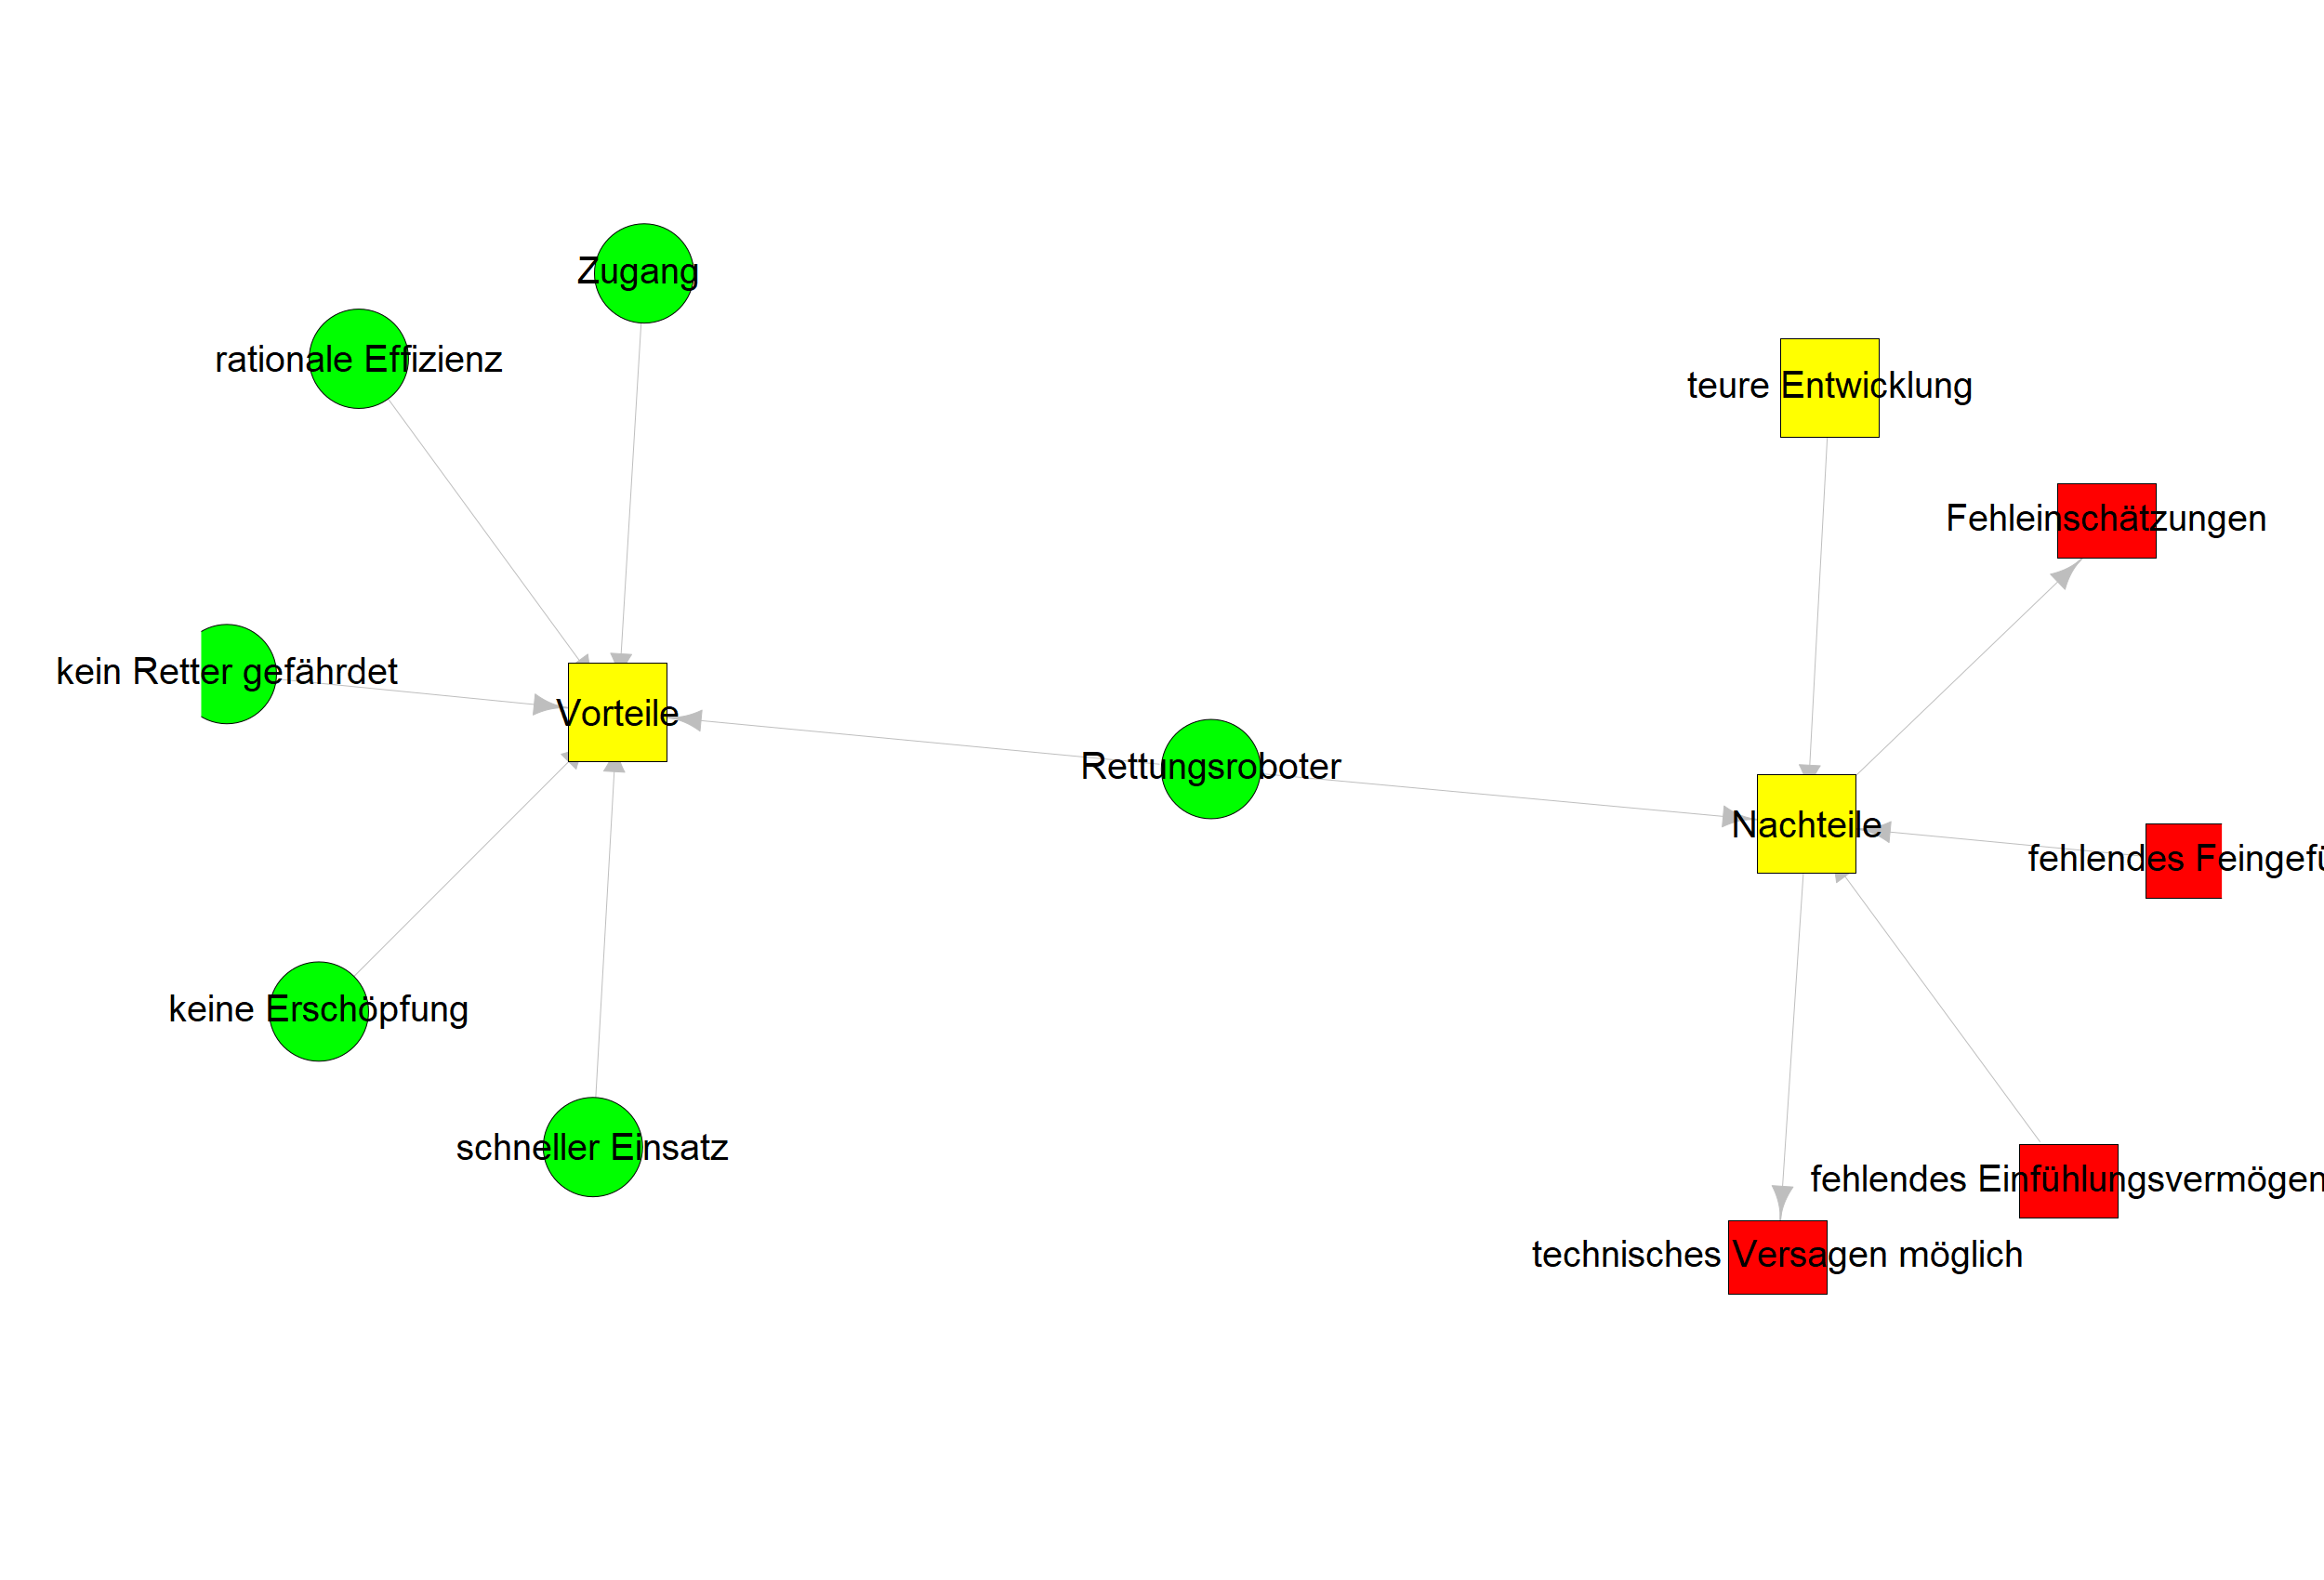 Zugang
rationale Effizienz
teure Entwicklung
Fehleinschätzungen
kein Retter gefährdet
Vorteile
Rettungsroboter
Nachteile
fehlendes
keine Erschöpfung
schneller Einsatz
fehlendes Einfühlungsvermögen
technisches Versagen möglich